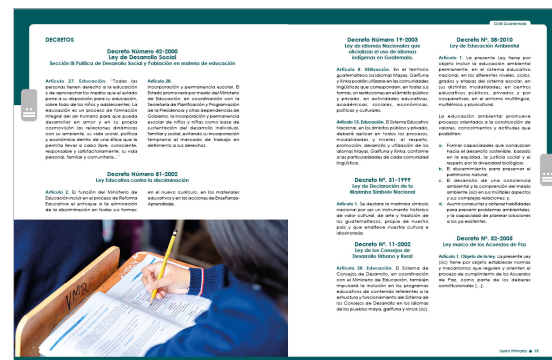 CNB Guatemala
DECRETOS
Decreto Número 42-2000
Ley de Desarrollo Social
Sección III Política de Desarrollo Social y Población en materia de educación
Artículo 27. Educación. "Todas las
personas tienen derecho a la educación
y de aprovechar los medios que el estado
pone a su disposición para su educación,
sobre todo de los niños y adolescentes. La
educación es un proceso de formación
integral del ser humano para que pueda
desarrollar en amor y en su propia
cosmovisión las relaciones dinámicas
con su ambiente, su vida social, política
y económica dentro de una ética que le
permita llevar a cabo libre, consciente,
responsable y satisfactoriamente, su vida
personal, familiar y comunitaria..."
Artículo 28.
Incorporación y permanencia escolar. El
Estado promoverá por medio del Ministerio
de Educación, en coordinación con la
Secretaría de Planificación y Programación
de la Presidencia y otras dependencias de
Gobierno, la incorporación y permanencia
escolar de niños y niñas como base de
sustentación del desarrollo individual,
familiar y social, evitando su incorporación
temprana al mercado de trabajo en
detrimento a sus derechos.
Decreto Número 81-2002
Ley Educativa contra la discriminación
Artículo 2. Es función del Ministerio de
Educación incluir en el proceso de Reforma
Educativa el enfoque a la eliminación
de la discriminación en todas sus formas:
en el nuevo currículo, en los materiales
educativos y en las acciones de Enseñanza-
Aprendizaje.
Decreto Número 19-2003
Ley de Idiomas Nacionales que
oficializan el uso de idiomas
indígenas en Guatemala.
Artículo 8. Utilización. En el territorio
guatemalteco los idiomas Mayas, Garífuna
y Xinka podrán utilizarse en las comunidades
lingüísticas que correspondan, en todas sus
formas, sin restricciones en el ámbito público
y privado, en actividades educativas,
académicas, sociales, económicas,
políticas y culturales.
Artículo 13. Educación. El Sistema Educativo
Nacional, en los ámbitos público y privado,
deberá aplicar en todos los procesos,
modalidades y niveles, el respeto,
promoción, desarrollo y utilización de los
idiomas Mayas, Garífuna y Xinka, conforme
a las particularidades de cada comunidad
lingüística.
Decreto Nº. 31-1999
Ley de Declaración de la
Marimba Símbolo Nacional
Artículo 1. Se declara la marimba símbolo
nacional por ser un instrumento histórico
de valor cultural, de arte y tradición de
los guatemaltecos, propia de nuestro
país y que enaltece nuestra cultura e
idiosincrasia.
Decreto Nº. 11-2002
Ley de los Consejos de
Desarrollo Urbano y Rural
Artículo 28. Educación. El Sistema de
Consejos de Desarrollo, en coordinación
con el Ministerio de Educación, también
impulsará la inclusión en los programas
educativos de contenido referentes a la
estructura y funcionamiento del Sistema de
los Consejos de Desarrollo en los idiomas
de los pueblos mayas, garífuna y xinca (sic).
Decreto Nº. 38-2010
Ley de Educación Ambiental
Artículo 1. La presente Ley tiene por
objeto incluir la educación ambiental
permanente, en el sistema educativo
nacional, en los diferentes niveles, ciclos,
grados y etapas del sistema escolar, en
sus distintas modalidades; en centros
educativos públicos, privados y por
cooperativas, en el entorno multilingüe,
multiétnico y pluricultural.
La educación ambiental promueve
procesos orientados a la construcción de
valores, conocimientos y actitudes que
posibiliten:
a. Formar capacidades que conduzcan
hacia el desarrollo sostenible, basado
en la equidad, la justicia social y el
respeto por la diversidad biológica;
b. El discernimiento para preservar el
patrimonio natural;
c. El desarrollo de una conciencia
ambiental y la comprensión del medio
ambiente (sic) en sus múltiples aspectos
y sus complejas relaciones; y,
d. Asumir conductas y obtener habilidades
para prevenir problemas ambientales,
y la capacidad de plantear soluciones
a los ya existentes.
Decreto Nº. 52-2005
Ley marco de los Acuerdos de Paz
Artículo 1. Objeto de la ley. La presente Ley
(sic) tiene por objeto establecer normas
y mecanismos que regulen y orienten el
proceso de cumplimiento de los Acuerdos
de Paz, como parte de los deberes
constitucionales [...].